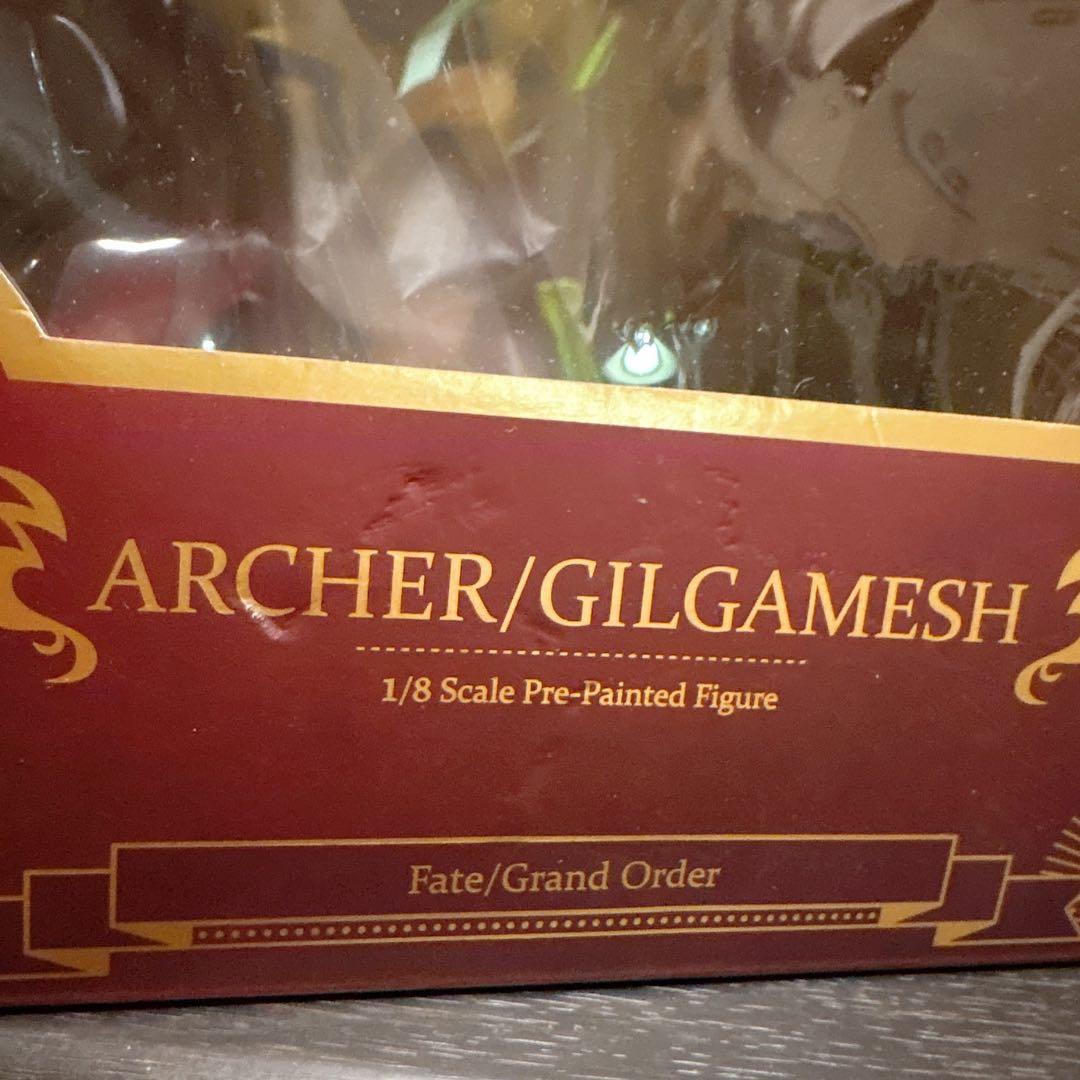 ARCHER/GILGAMESH
1/8 Scale Pre-Painted Figure
Fate/Grand Order